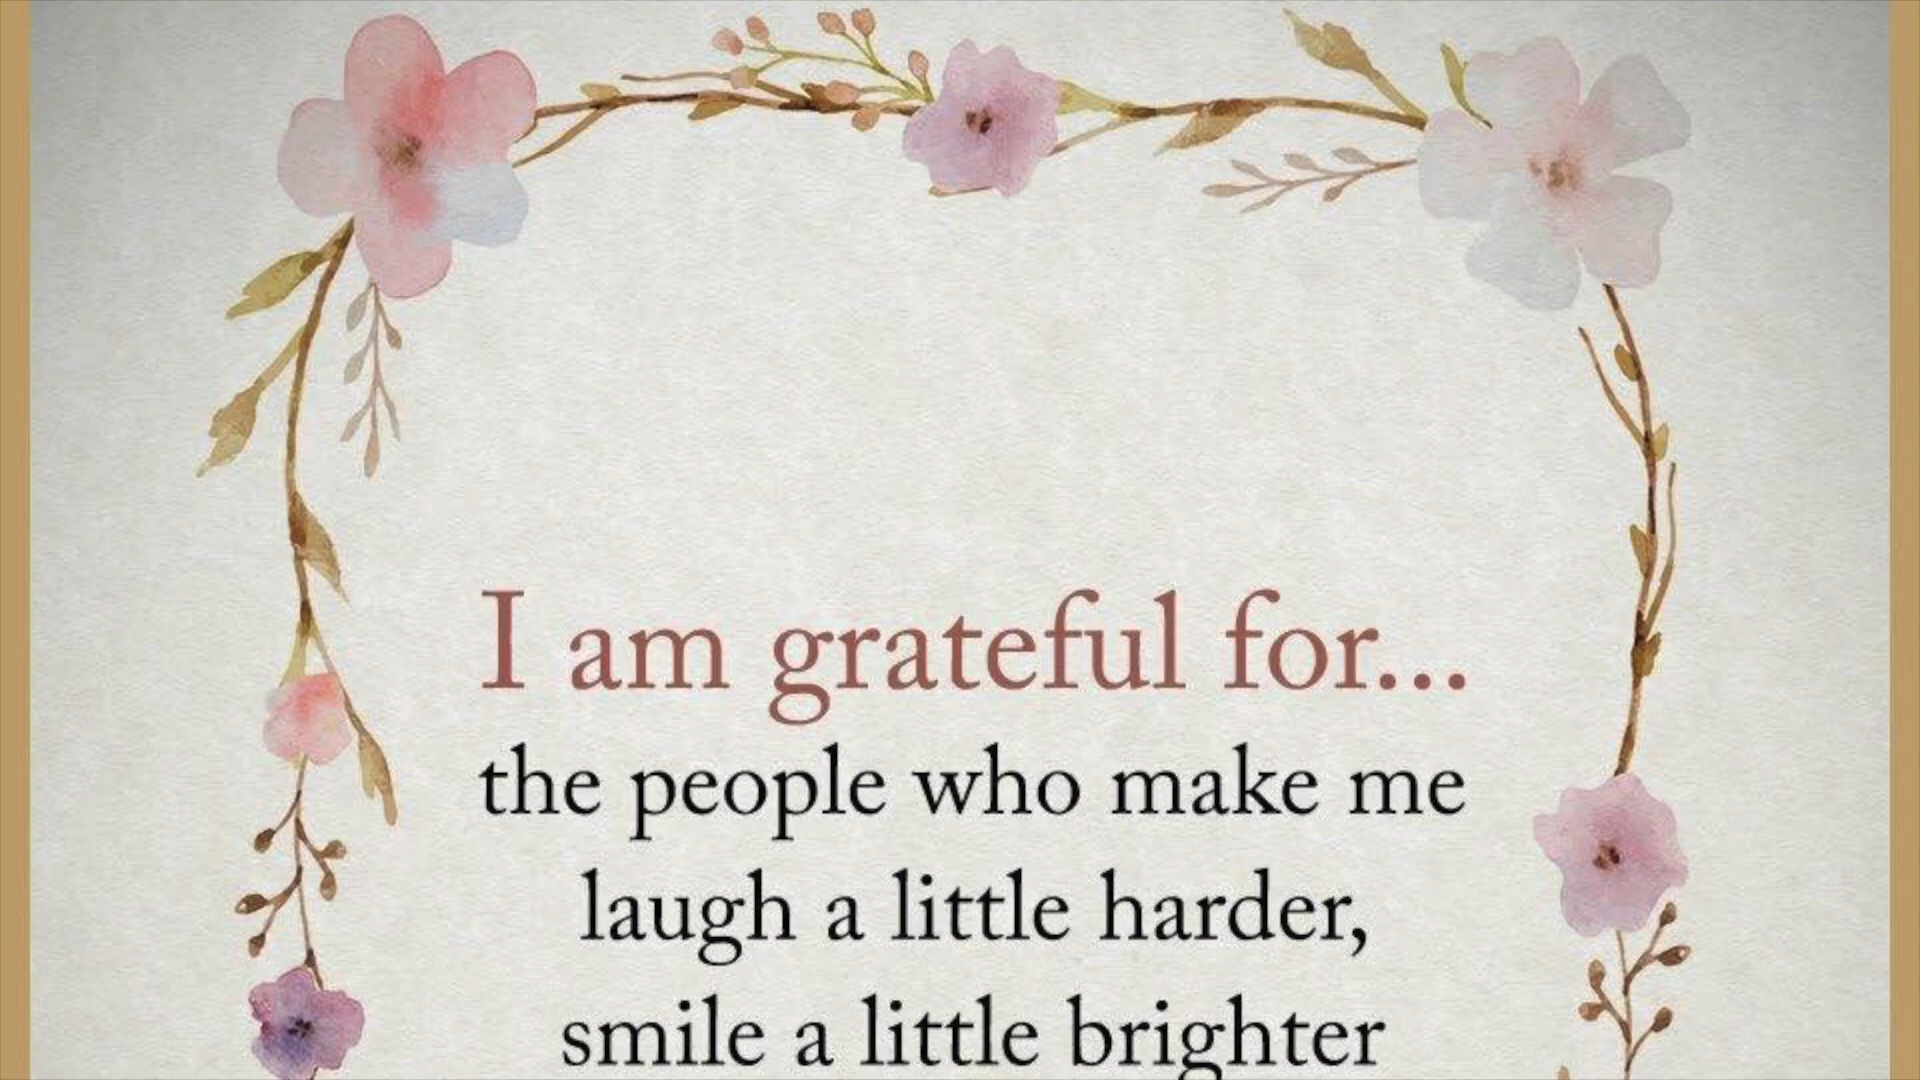 I am grateful for...
the people who make me
laugh a little harder,
smile a little brighter